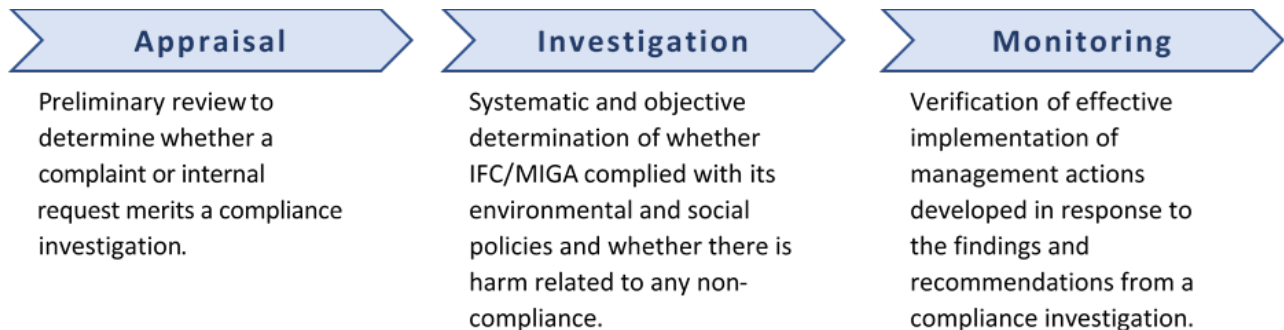 Appraisal
Preliminary review to
determine whether a
complaint or internal
request merits a compliance
investigation.
Investigation
Systematic and objective
determination of whether
IFC/MIGA complied with its
environmental and social
policies and whether there is
harm related to any non-
compliance.
Monitoring
Verification of effective
implementation of
management actions
developed in response to
the findings and
recommendations from a
compliance investigation.